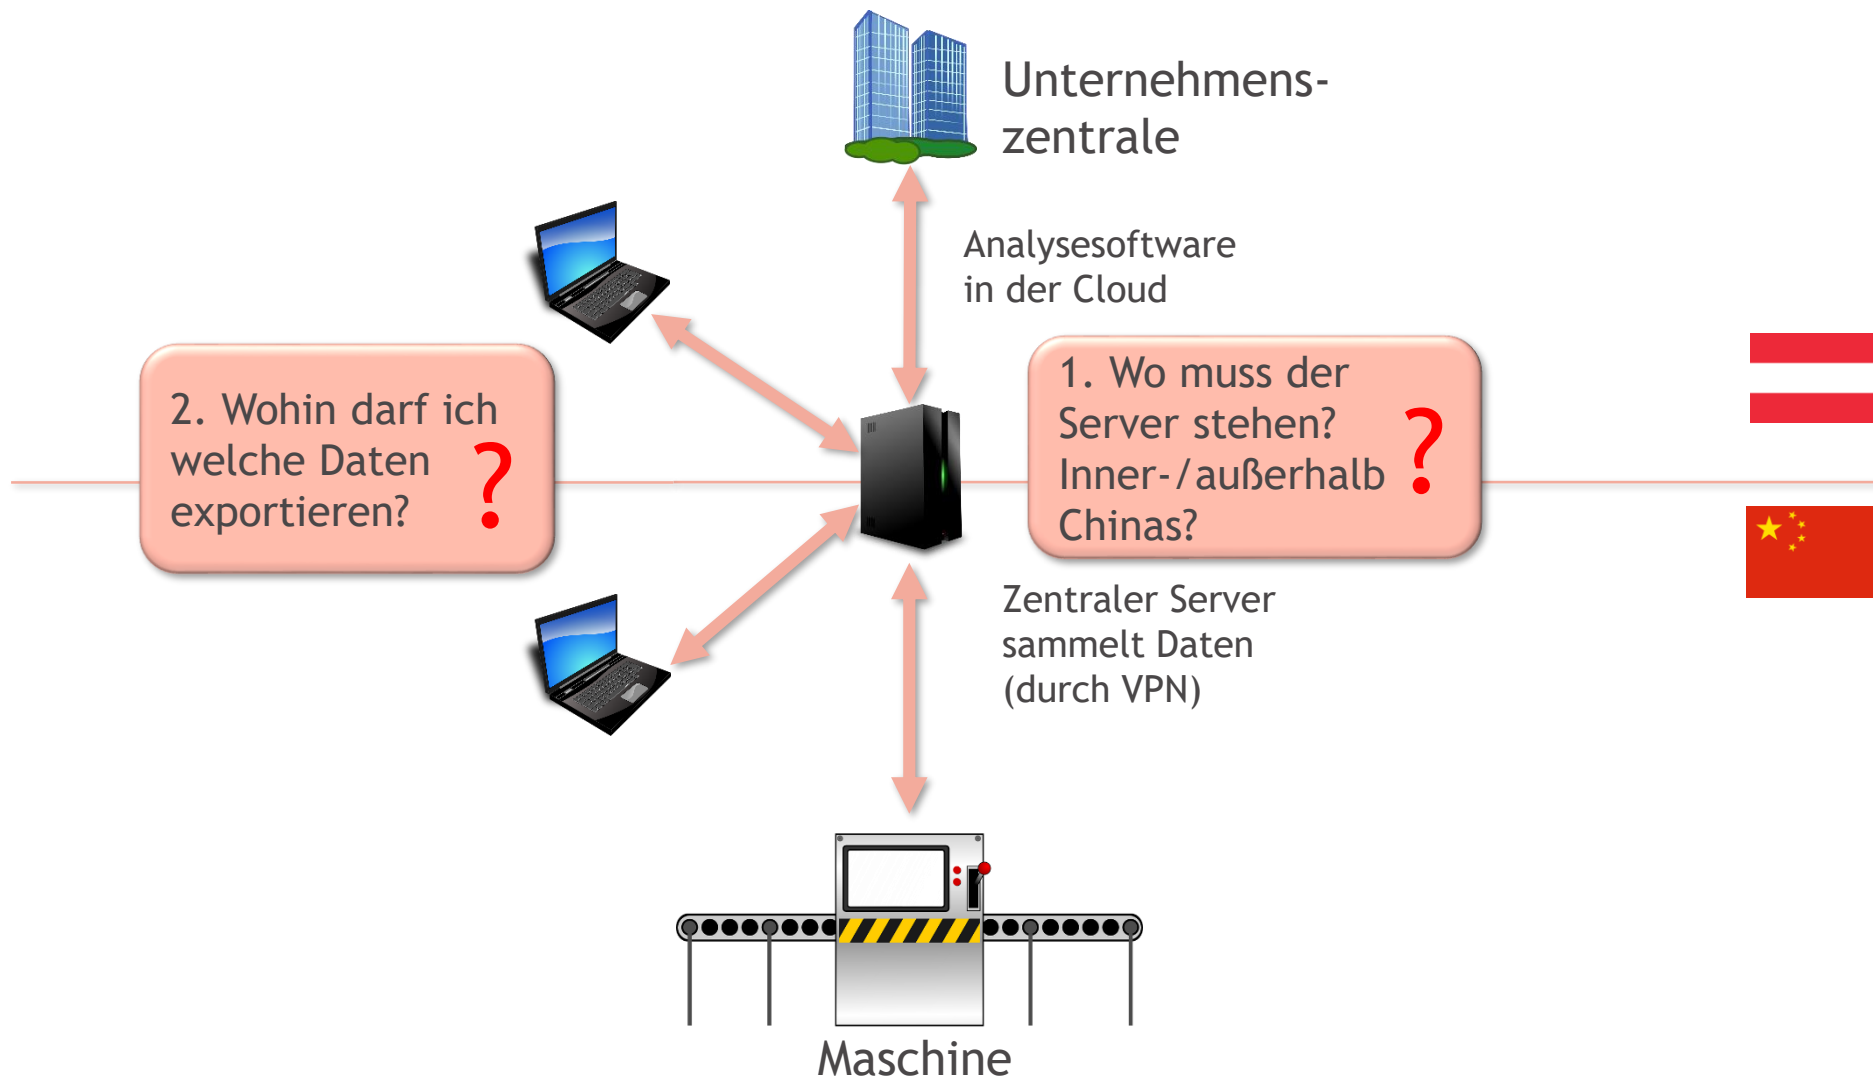 Unternehmens-
zentrale
Analysesoftware
in der Cloud
2. Wohin darf ich
welche Daten
exportieren?
?
1. Wo muss der
Server stehen?
Inner-/außerhalb
Chinas?
?
Zentraler Server
sammelt Daten
(durch VPN)
Maschine